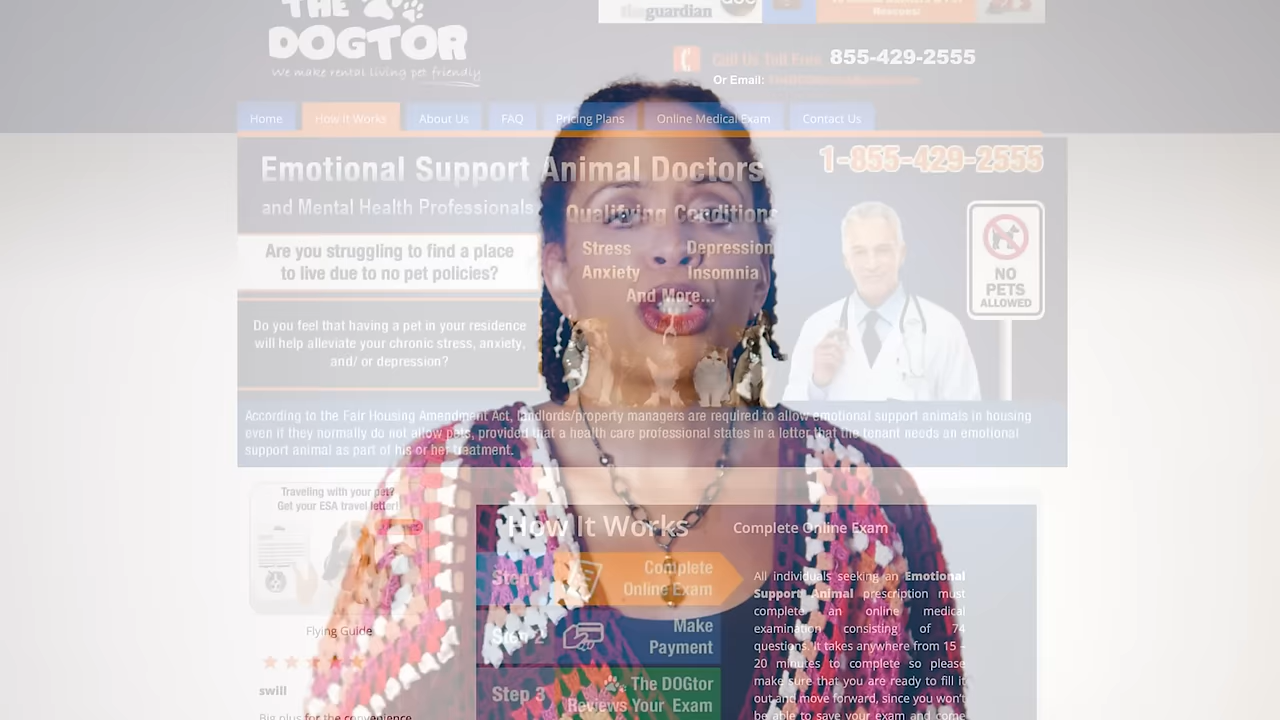 THE
DOGTOR
We make rental living pet friendly
the guardian
Rescues!
Call Us Toll Free 855-429-2555
Or Email:
Home
How It Works
About Us
FAQ
Pricing Plans
Online Medical Exam
Contact Us
Emotional Support Animal Doctors
1-855-429-2555
and Mental Health Professionals
Qualifying Conditions
Are you struggling to find a place
to live due to no pet policies?
Stress
Depression
Anxiety
Insomnia
And More...
NO
PETS
ALLOWED
Do you feel that having a pet in your residence
will help alleviate your chronic stress, anxiety,
and/ or depression?
According to the Fair Housing Amendment Act, landlords/property managers are required to allow emotional support animals in housing
even if they normally do not allow pets, provided that a health care professional states in a letter that the tenant needs an emotional
support animal as part of his or her treatment.
Traveling with your pet?
Get your ESA travel letter!
Flying Guide
swill
Big plus for the convenience
How It Works
Complete Online Exam
Step 1
Complete
Online Exam
Step 2
Make
Payment
Step 3
The DOGtor
Reviews Your Exam
All individuals seeking an Emotional
Support Animal prescription must
complete an online medical
examination consisting of 74
questions. It takes anywhere from 15 -
20 minutes to complete so please
make sure that you are ready to fill it
out and move forward, since you won't
be able to save your exam and come